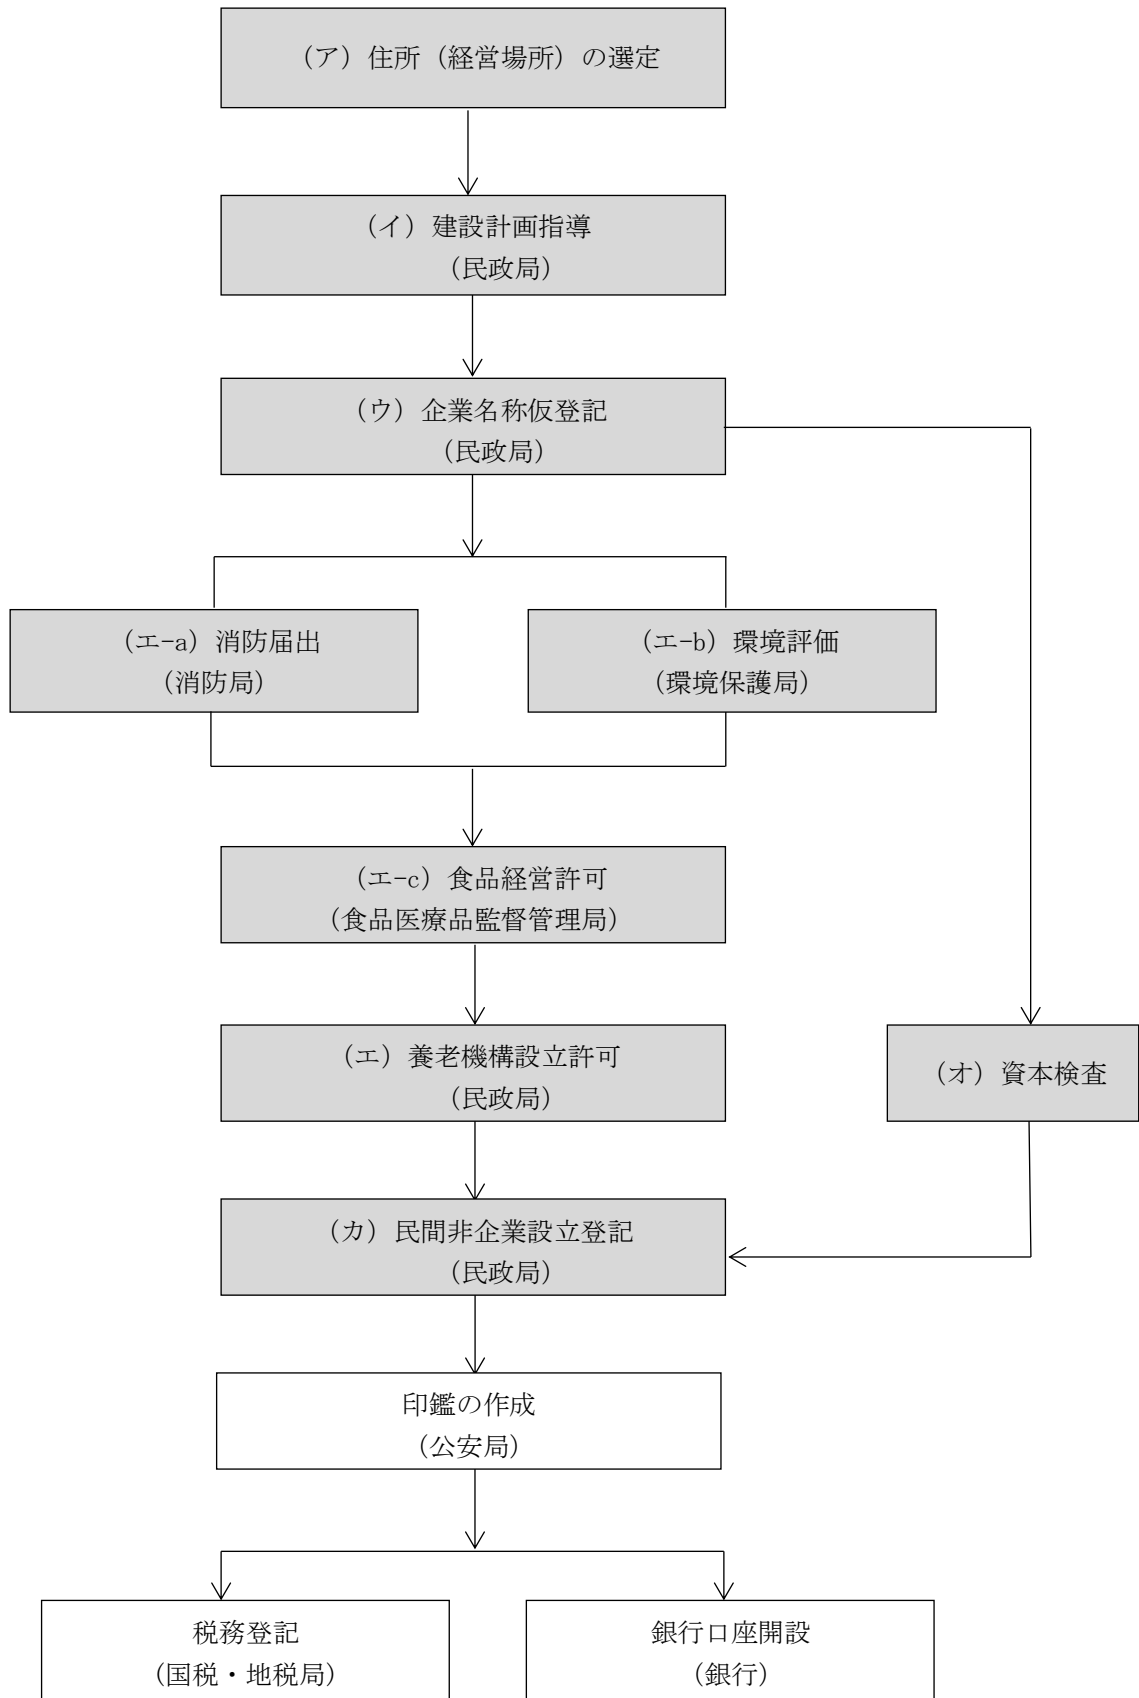 （ア）住所（経営場所）の選定
（イ）建設計画指導
（民政局）
（ウ）企業名称仮登記
（民政局）
（エ-a）消防届出
（消防局）
（エ-b）環境評価
（環境保護局）
（エ-c）食品経営許可
（食品医療品監督管理局）
（エ）養老機構設立許可
（民政局）
（オ）資本検査
（カ）民間非企業設立登記
（民政局）
印鑑の作成
（公安局）
税務登記
（国税・地税局）
銀行口座開設
（銀行）